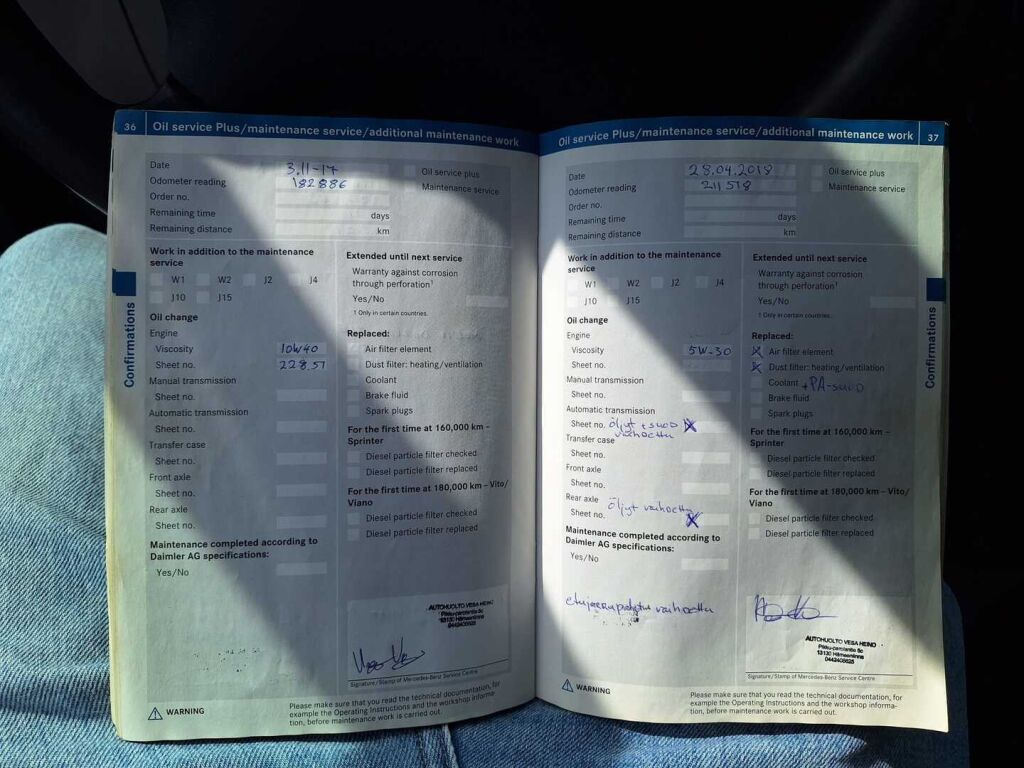 36 Oil service Plus/maintenance service/additional maintenance work
Date 3.11-17
Oil service plus
Odometer reading 182886
Maintenance service
Order no.
Remaining time days
Remaining distance km
Work in addition to the maintenance
service
W1 W2 J2 J4
J10 J15
Oil change
Engine
Viscosity 10W40
Sheet no. 228.51
Manual transmission
Sheet no.
Automatic transmission
Sheet no.
Transfer case
Sheet no.
Front axle
Sheet no.
Rear axle
Sheet no.
Maintenance completed according to
Daimler AG specifications:
Yes/No
Extended until next service
Warranty against corrosion
through perforation¹
Yes/No
¹ Only in certain countries.
Replaced:
Air filter element
Dust filter: heating/ventilation
Coolant
Brake fluid
Spark plugs
For the first time at 160,000 km –
Sprinter
Diesel particle filter checked
Diesel particle filter replaced
For the first time at 180,000 km – Vito/
Viano
Diesel particle filter checked
Diesel particle filter replaced
AUTOHUOLTO VESA HEINO
13130 Hämeenlinna
Signature/Stamp of Mercedes-Benz Service Centre
WARNING
Please make sure that you read the technical documentation, for
example the Operating Instructions and the workshop informa-
tion, before maintenance work is carried out.
Confirmations
Oil service Plus/maintenance service/additional maintenance work 37
Date 28.04.2018
Oil service plus
Odometer reading 211518
Maintenance service
Order no.
Remaining time days
Remaining distance km
Work in addition to the maintenance
service
W1 W2 J2 J4
J10 J15
Oil change
Engine
Viscosity 5W-30
Sheet no.
Manual transmission
Sheet no.
Automatic transmission
Sheet no. öljyt + suod X
vaihdettu
Transfer case
Sheet no.
Front axle
Sheet no.
Rear axle öljyt vaihdettu
Sheet no. X
Maintenance completed according to
Daimler AG specifications:
Yes/No
etujarrupalat vaihdettu
Extended until next service
Warranty against corrosion
through perforation¹
Yes/No
¹ Only in certain countries.
Replaced:
X Air filter element
X Dust filter: heating/ventilation
Coolant + PA-suod
Brake fluid
Spark plugs
For the first time at 160,000 km –
Sprinter
Diesel particle filter checked
Diesel particle filter replaced
For the first time at 180,000 km – Vito/
Viano
Diesel particle filter checked
Diesel particle filter replaced
AUTOHUOLTO VESA HEINO
13130 Hämeenlinna
Signature/Stamp of Mercedes-Benz Service Centre
WARNING
Please make sure that you read the technical documentation, for
example the Operating Instructions and the workshop informa-
tion, before maintenance work is carried out.
Confirmations